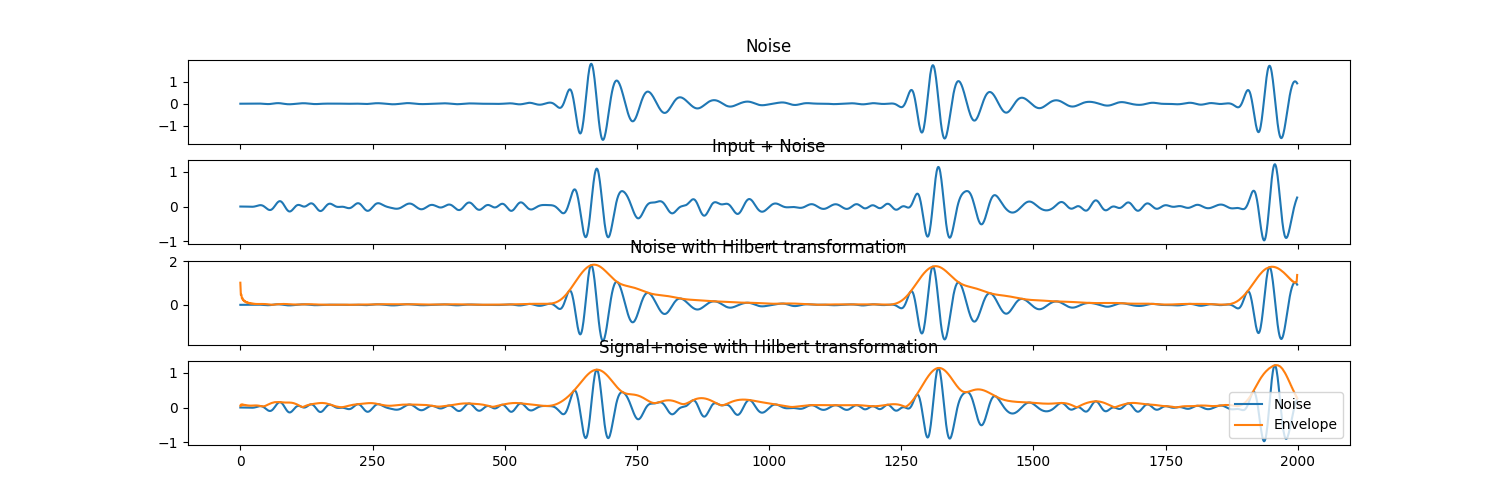 Noise
1
0
−1
Input + Noise
1
0
−1
Noise with Hilbert transformation
2
0
Signal+noise with Hilbert transformation
1
0
−1
Noise
Envelope
0 250 500 750 1000 1250 1500 1750 2000